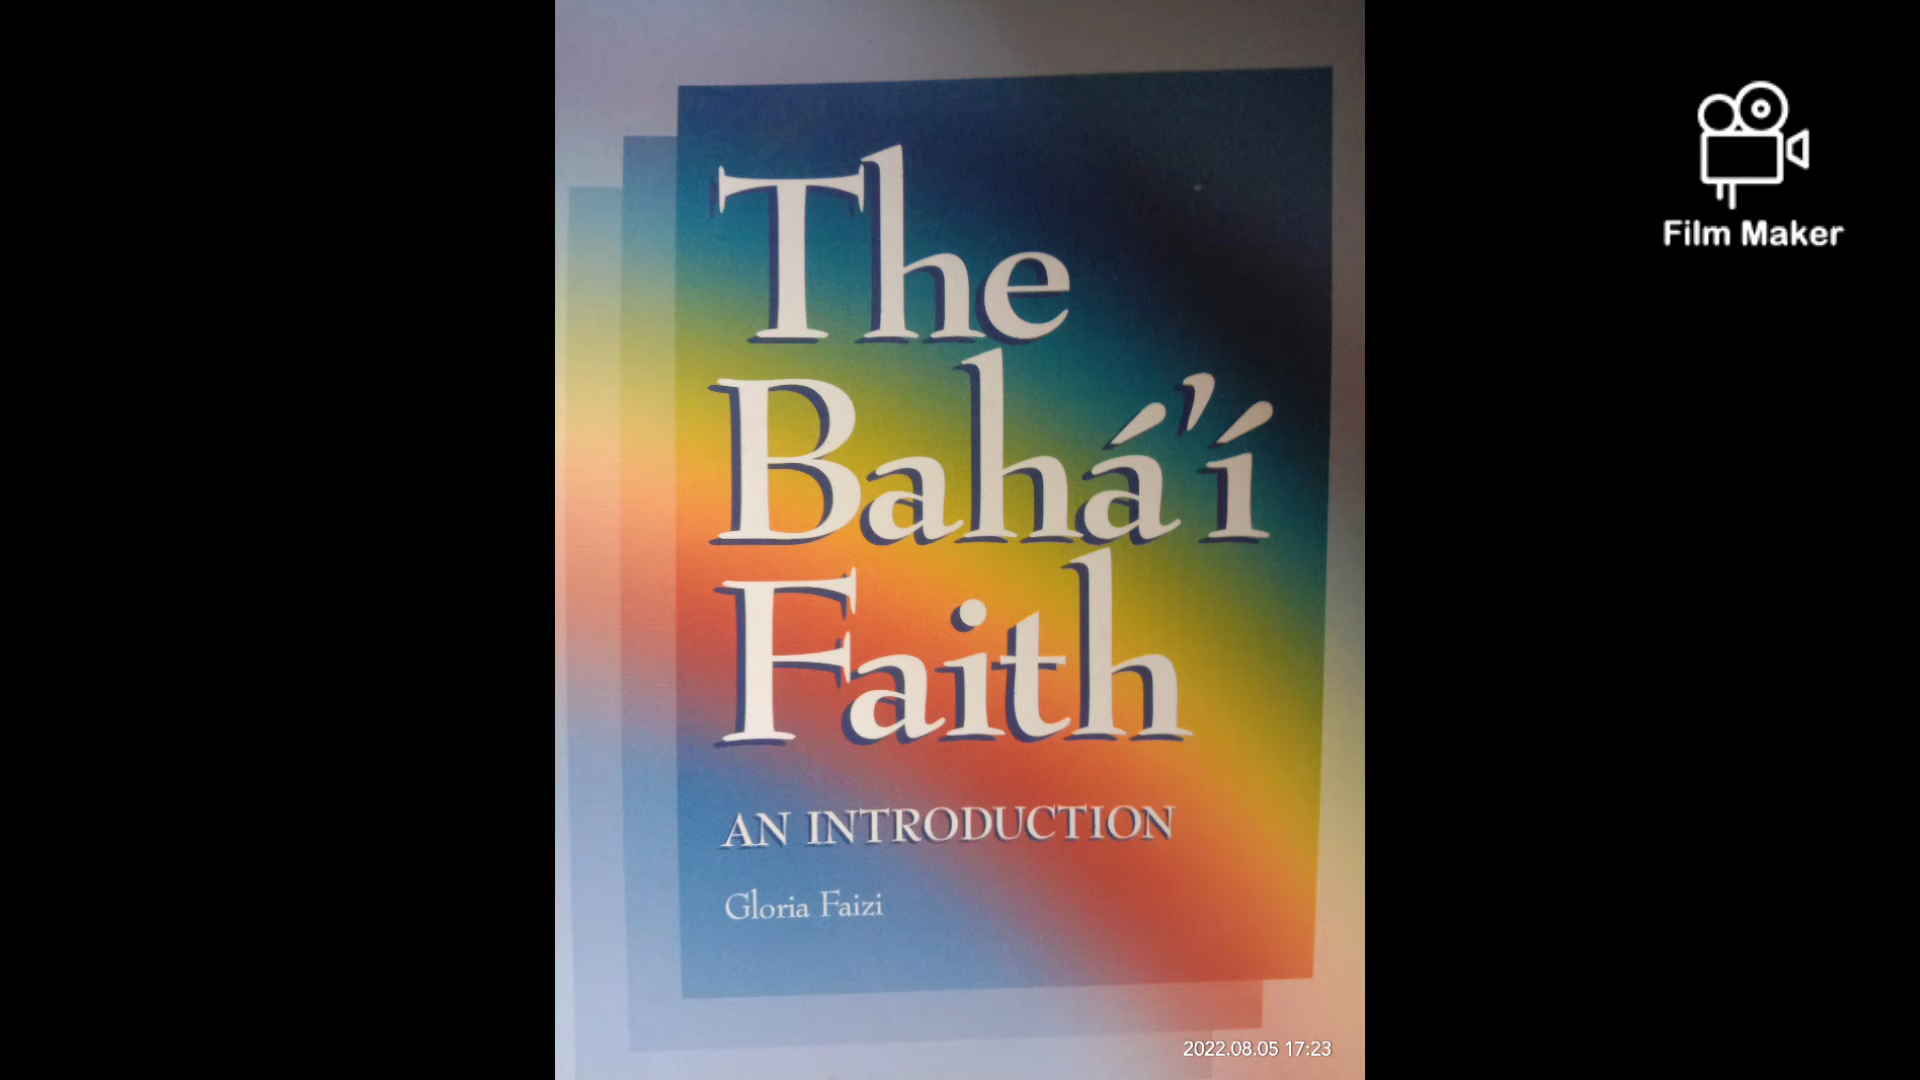 The
Bahá'í
Faith
AN INTRODUCTION
Gloria Faizi
2022.08.05 17:23
Film Maker